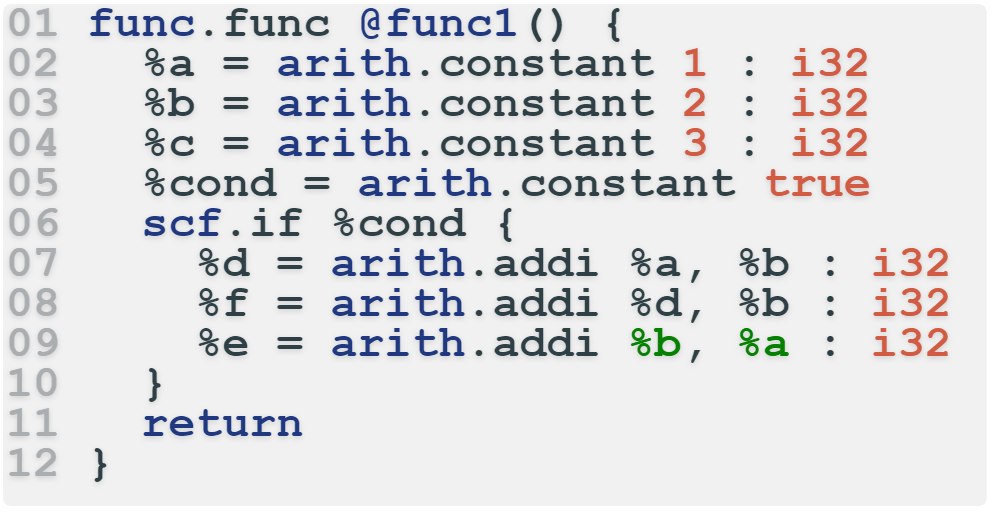 01 func.func @func1() {
02   %a = arith.constant 1 : i32
03   %b = arith.constant 2 : i32
04   %c = arith.constant 3 : i32
05   %cond = arith.constant true
06   scf.if %cond {
07     %d = arith.addi %a, %b : i32
08     %f = arith.addi %d, %b : i32
09     %e = arith.addi %b, %a : i32
10   }
11   return
12 }